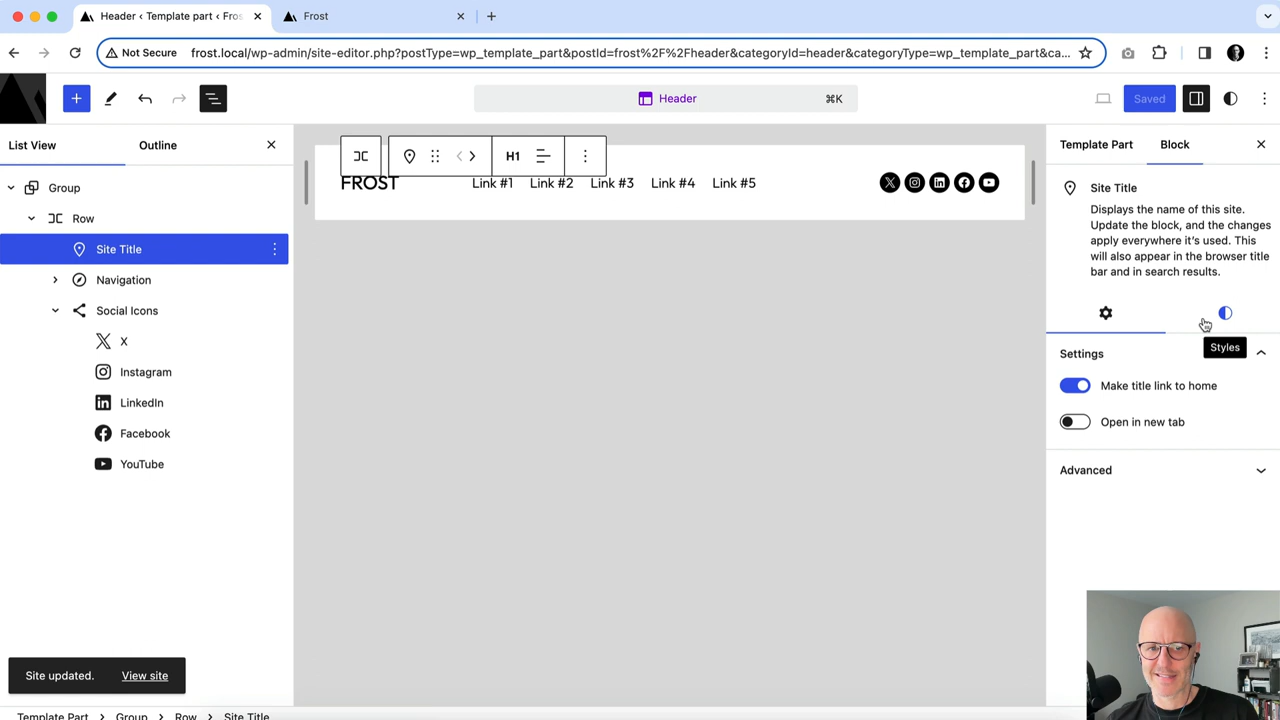 Header ‹ Template part ‹ Fros
Frost
Not Secure
frost.local/wp-admin/site-editor.php?postType=wp_template_part&postId=frost%2F%2Fheader&categoryId=header&categoryType=wp_template_part&ca...
Header
⌘K
Saved
List View
Outline
Group
Row
Site Title
Navigation
Social Icons
X
Instagram
LinkedIn
Facebook
YouTube
H1
FROST
Link #1
Link #2
Link #3
Link #4
Link #5
Template Part
Block
Site Title
Displays the name of this site.
Update the block, and the changes
apply everywhere it's used. This
will also appear in the browser title
bar and in search results.
Styles
Settings
Make title link to home
Open in new tab
Advanced
Site updated.
View site
Template Part
Group
Row
Site Title